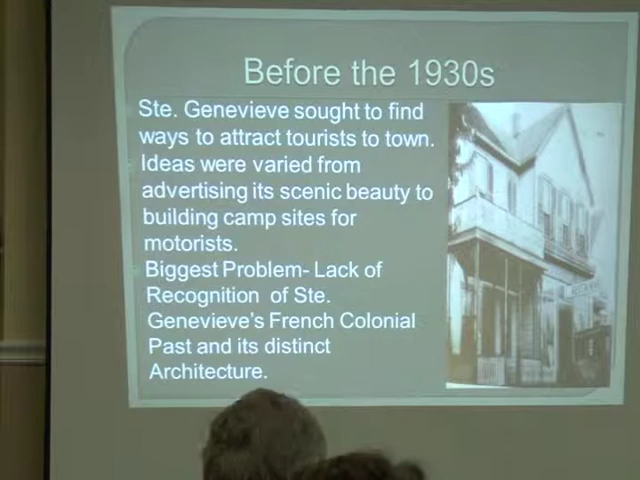 Before the 1930s
Ste. Genevieve sought to find
ways to attract tourists to town.
Ideas were varied from
advertising its scenic beauty to
building camp sites for
motorists.
Biggest Problem- Lack of
Recognition of Ste.
Genevieve's French Colonial
Past and its distinct
Architecture.